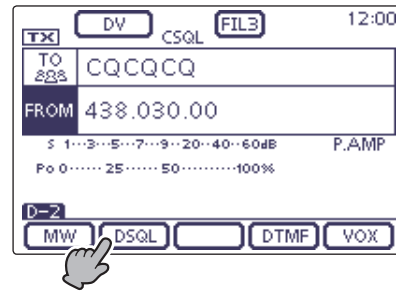 DV FIL3 12:00
TX CSQL
TO CQCQCQ
FROM 438.030.00
S 1···3···5···7···9··20··40··60dB P.AMP
Po 0······25······50·········100%
D-2
MW DSQL DTMF VOX